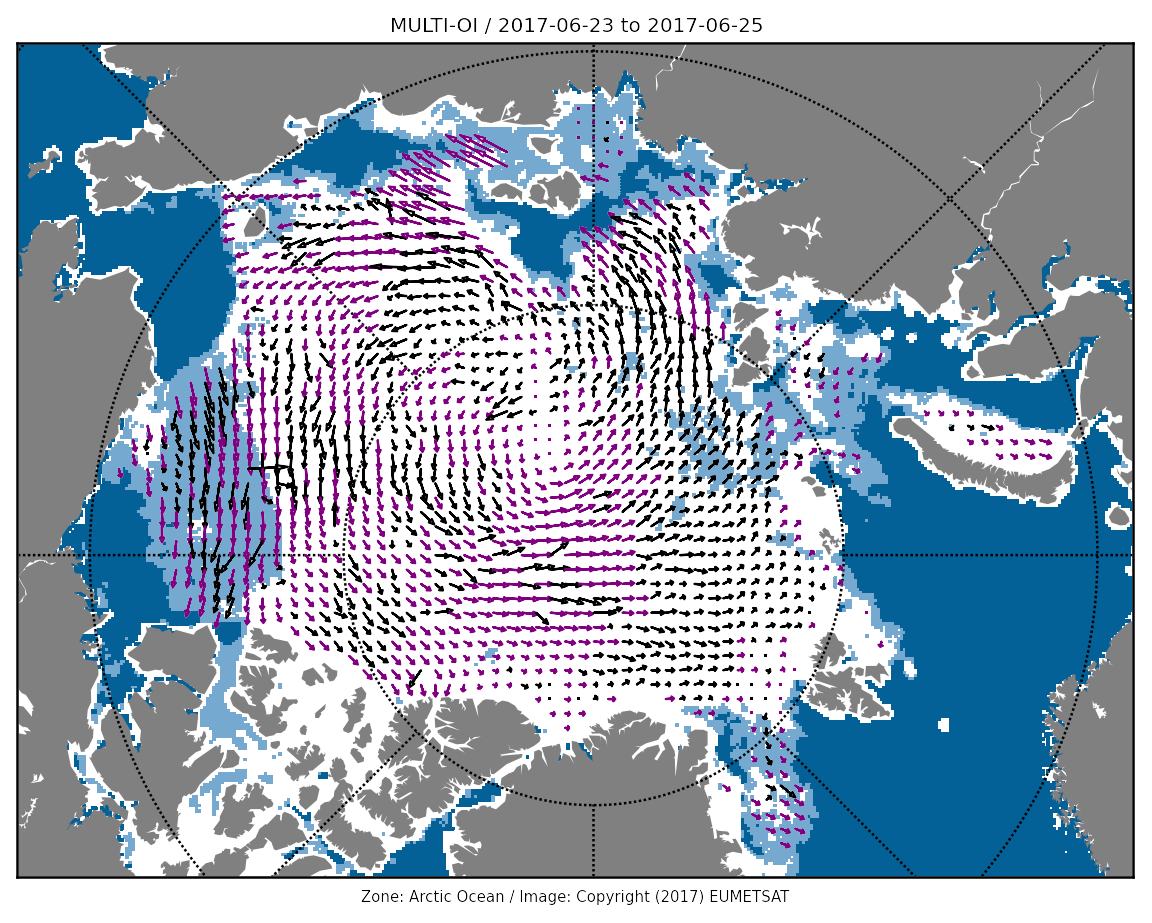 MULTI-OI / 2017-06-23 to 2017-06-25
Zone: Arctic Ocean / Image: Copyright (2017) EUMETSAT